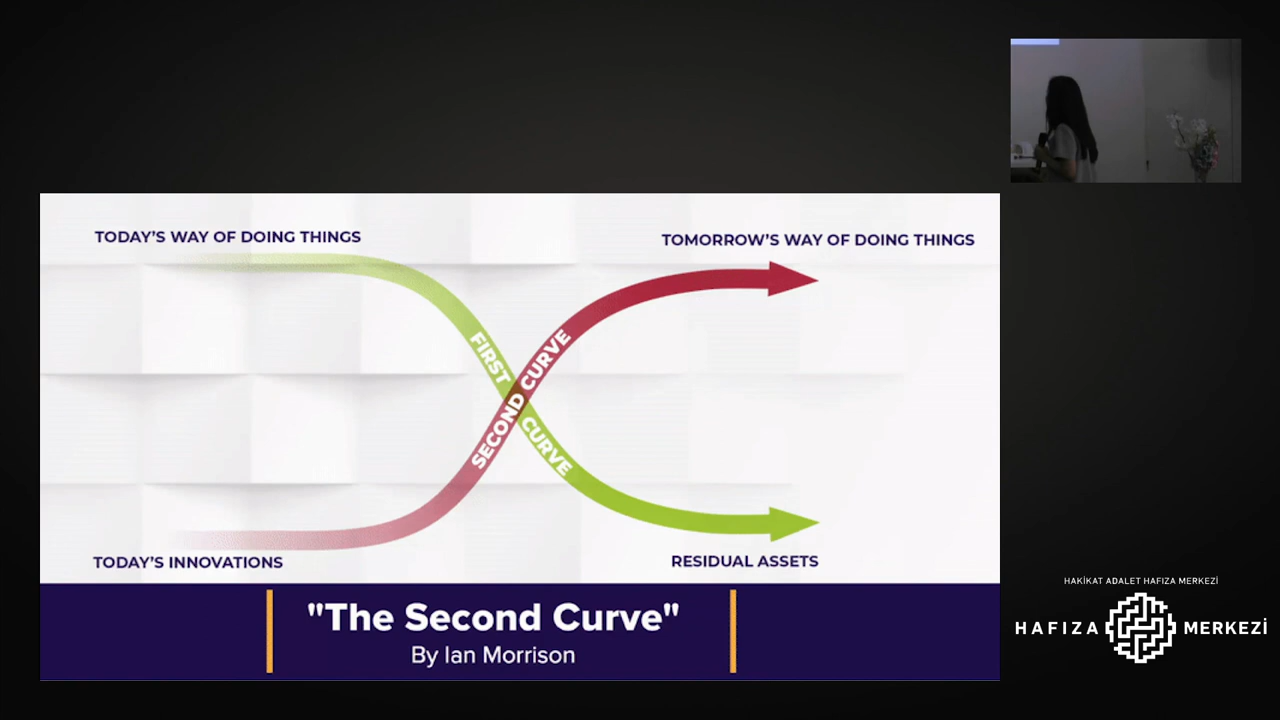 TODAY'S WAY OF DOING THINGS
TOMORROW'S WAY OF DOING THINGS
FIRST CURVE
SECOND CURVE
TODAY'S INNOVATIONS
RESIDUAL ASSETS
"The Second Curve"
By Ian Morrison
HAKİKAT ADALET HAFIZA MERKEZİ
HAFIZA MERKEZİ